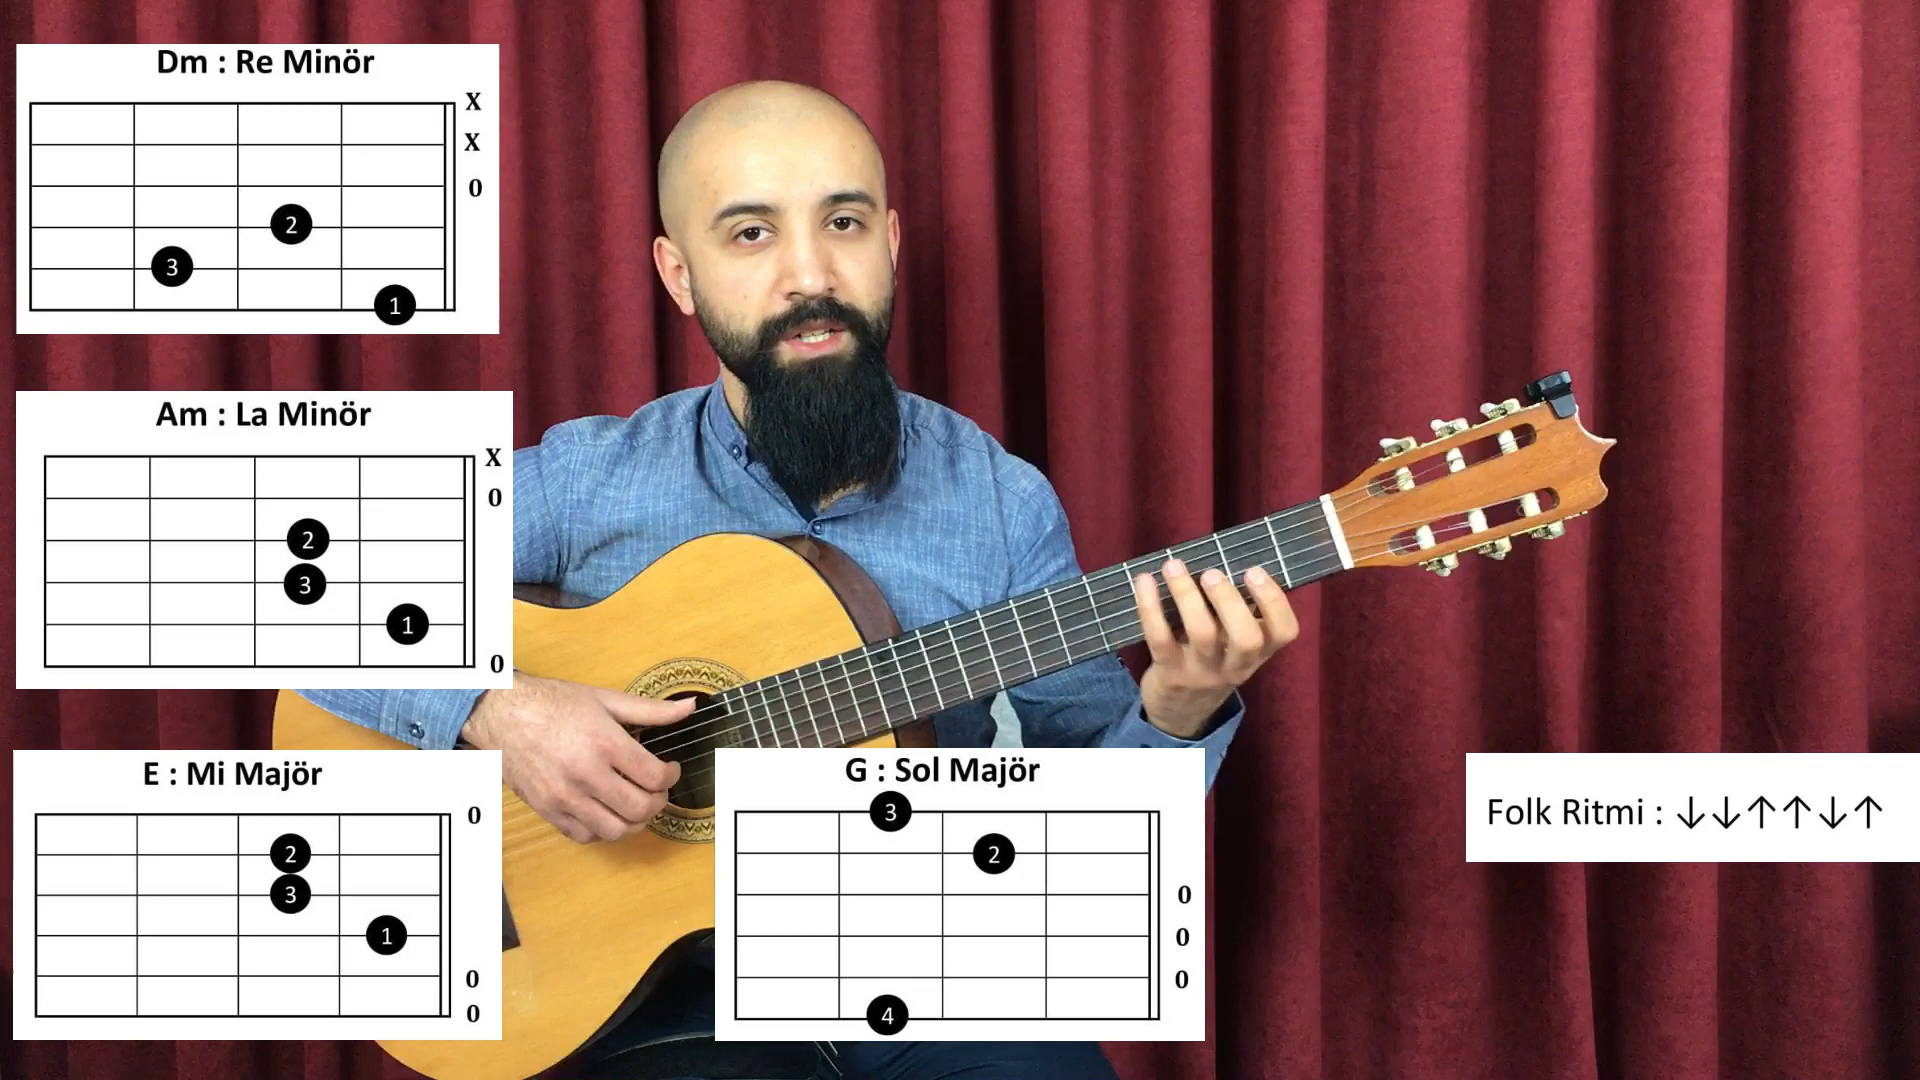 Dm : Re Minör
X
X
0
2
3
1
Am : La Minör
X
0
2
3
1
0
E : Mi Majör
0
2
3
1
0
0
G : Sol Majör
3
2
0
0
0
4
Folk Ritmi : ↓↓↑↑↓↑